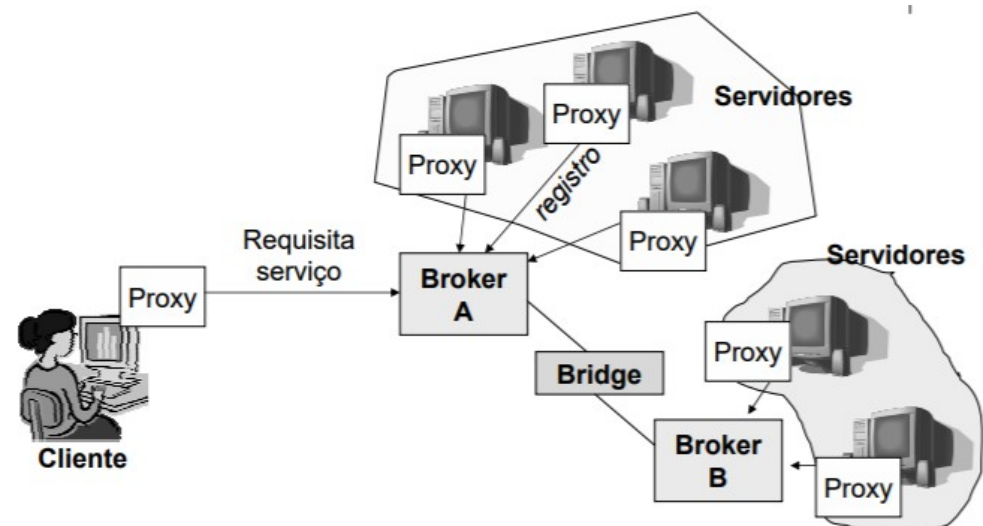 Servidores
Proxy
Proxy
registro
Proxy
Requisita
serviço
Proxy
Broker
A
Servidores
Proxy
Bridge
Broker
B
Proxy
Cliente